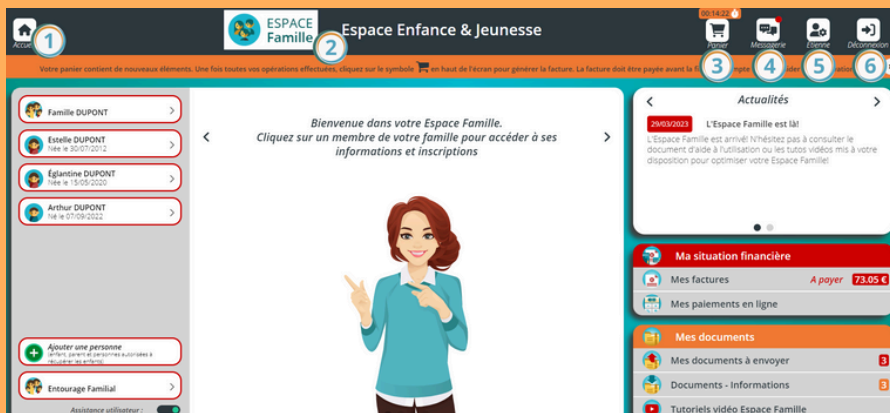 00:14:22
ESPACE
Famille
Espace Enfance & Jeunesse
Accueil
Panier
Messagerie
Etienne
Déconnexion
1
2
3
4
5
6
Votre panier contient de nouveaux éléments. Une fois toutes vos opérations effectuées, cliquez sur le symbole en haut de l'écran pour générer la facture. La facture doit être payée avant la
Famille DUPONT
Estelle DUPONT
Née le 30/07/2012
Églantine DUPONT
Née le 15/05/2020
Arthur DUPONT
Né le 07/09/2022
Ajouter une personne
(enfant, parent et personnes autorisées à
récupérer les enfants)
Entourage Familial
Assistance utilisateur :
Bienvenue dans votre Espace Famille.
Cliquez sur un membre de votre famille pour accéder à ses
informations et inscriptions
Actualités
29/03/2023 L'Espace Famille est là!
L'Espace Famille est arrivé! N'hésitez pas à consulter le
document d'aide à l'utilisation ou les tutos vidéos mis à votre
disposition pour optimiser votre Espace Famille!
Ma situation financière
Mes factures A payer 73.05 €
Mes paiements en ligne
Mes documents
Mes documents à envoyer 3
Documents - Informations 3
Tutoriels vidéo Espace Famille